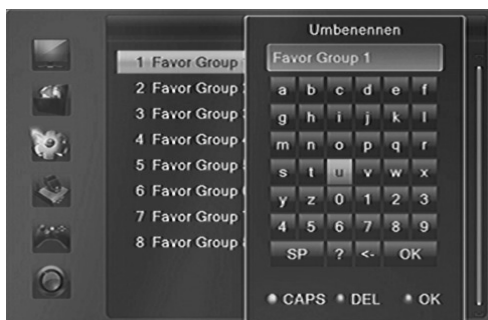 Umbenennen
Favor Group 1
1 Favor Group
2 Favor Group
3 Favor Group
4 Favor Group
5 Favor Group
6 Favor Group
7 Favor Group
8 Favor Group
a b c d e f
g h i j k l
m n o p q r
s t u v w x
y z 0 1 2 3
4 5 6 7 8 9
SP ? <- OK
CAPS DEL OK